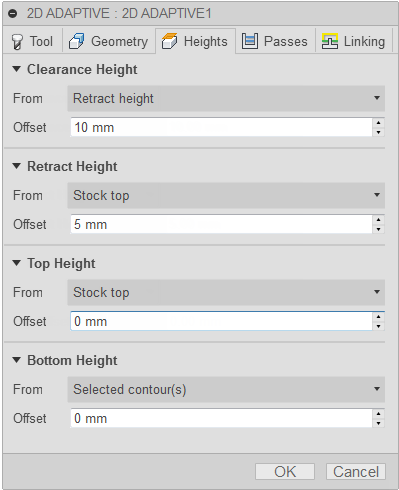 2D ADAPTIVE : 2D ADAPTIVE1
Tool Geometry Heights Passes Linking
Clearance Height
From Retract height
Offset 10 mm
Retract Height
From Stock top
Offset 5 mm
Top Height
From Stock top
Offset 0 mm
Bottom Height
From Selected contour(s)
Offset 0 mm
OK Cancel